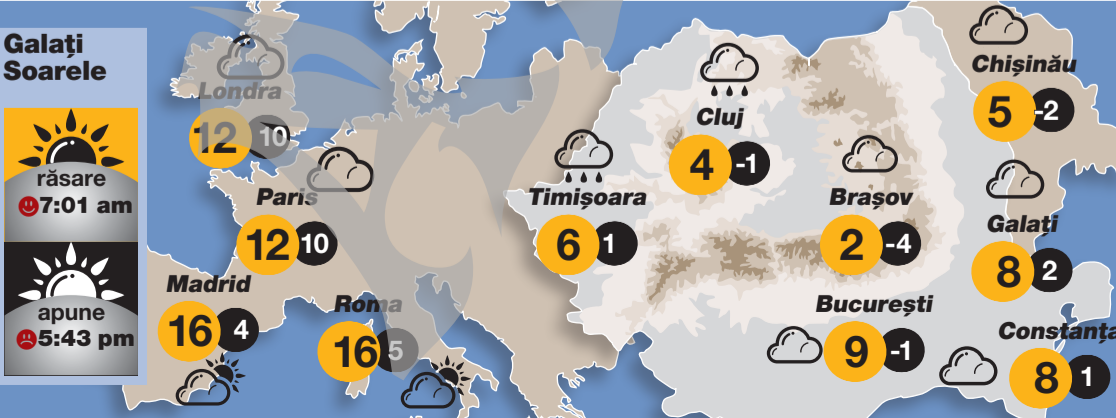 Galați
Soarele
răsare
7:01 am
apune
5:43 pm
Londra
12 10
Paris
12 10
Madrid
16 4
Roma
16 5
Timișoara
6 1
Cluj
4 -1
Brașov
2 -4
București
9 -1
Chișinău
5 -2
Galați
8 2
Constanța
8 1